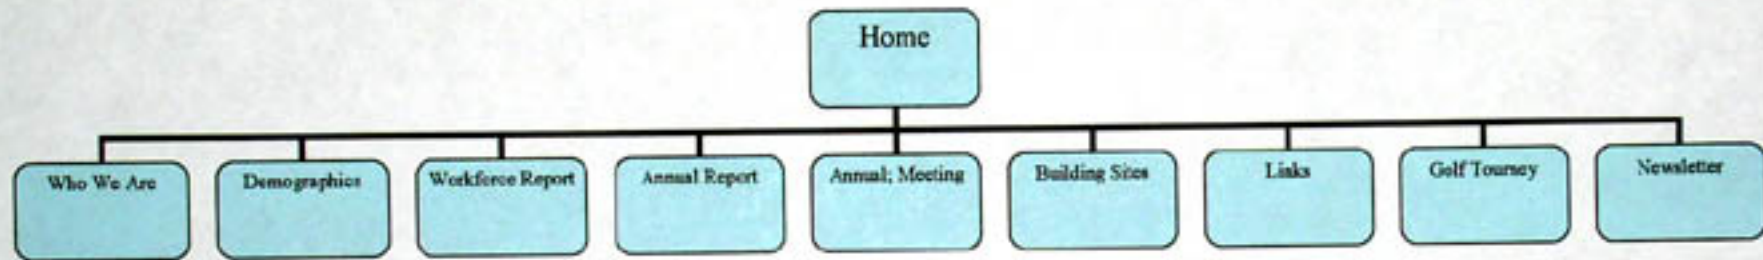 Home
Who We Are
Demographics
Workforce Report
Annual Report
Annual; Meeting
Building Sites
Links
Golf Tourney
Newsletter